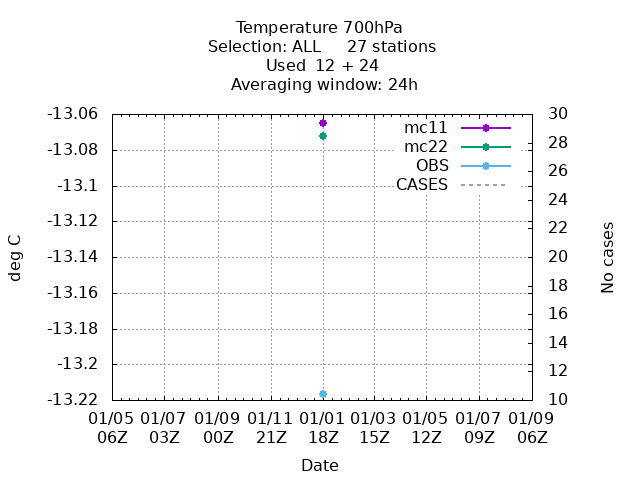 Temperature 700hPa
Selection: ALL     27 stations
Used  12 + 24
Averaging window: 24h
-13.06
-13.08
-13.1
-13.12
-13.14
-13.16
-13.18
-13.2
-13.22
deg C
mc11
mc22
OBS
CASES
30
28
26
24
22
20
18
16
14
12
10
No cases
01/05 01/07 01/09 01/11 01/01 01/03 01/05 01/07 01/09
06Z 03Z 00Z 21Z 18Z 15Z 12Z 09Z 06Z
Date